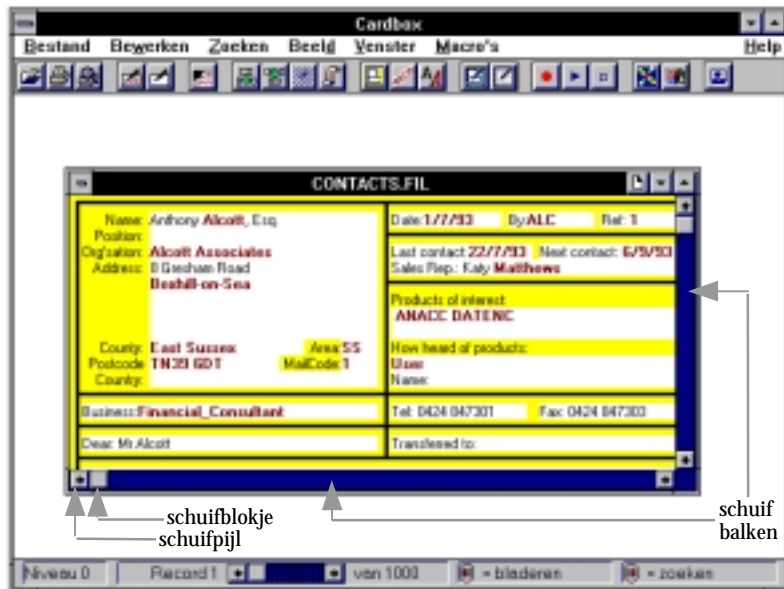 Cardbox
Bestand Bewerken Zoeken Beeld Venster Macro's Help
CONTACTS.FIL
Name: Anthony Alcott, Esq. Date: 1/7/93 By: ALC Ref: 1
Position:
Org'sation: Alcott Associates Last contact: 22/7/93 Next contact: 6/9/93
Address: 8 Gresham Road Sales Rep.: Katy Matthews
Bexhill-on-Sea
Products of interest:
ANACC DATENC
County: East Sussex Area: SS How heard of products:
Postcode TN39 6DT MailCode: 1 User
Country: Name:
Business: Financial_Consultant Tel: 0424 847301 Fax: 0424 847303
Dear: Mr Alcott Transferred to:
schuifblokje
schuifpijl
schuif
balken
Niveau 0 Record 1 van 1000 = bladeren = zoeken